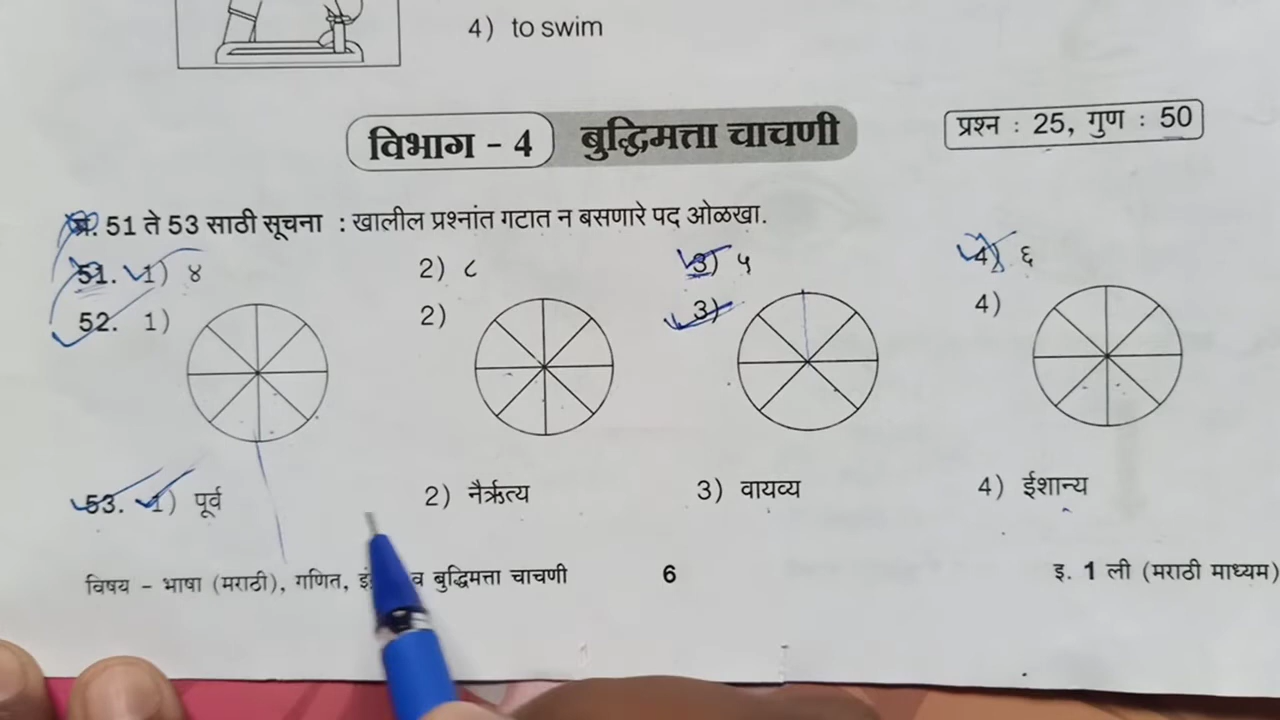 4) to swim
विभाग - 4 बुद्धिमत्ता चाचणी प्रश्न : 25, गुण : 50
प्र. 51 ते 53 साठी सूचना : खालील प्रश्नांत गटात न बसणारे पद ओळखा.
51. 1) ४ 2) ८ 3) ५ 4) ६
52. 1) 2) 3) 4)
53. 1) पूर्व 2) नैर्ऋत्य 3) वायव्य 4) ईशान्य
विषय - भाषा (मराठी), गणित, व बुद्धिमत्ता चाचणी 6 इ. 1 ली (मराठी माध्यम)